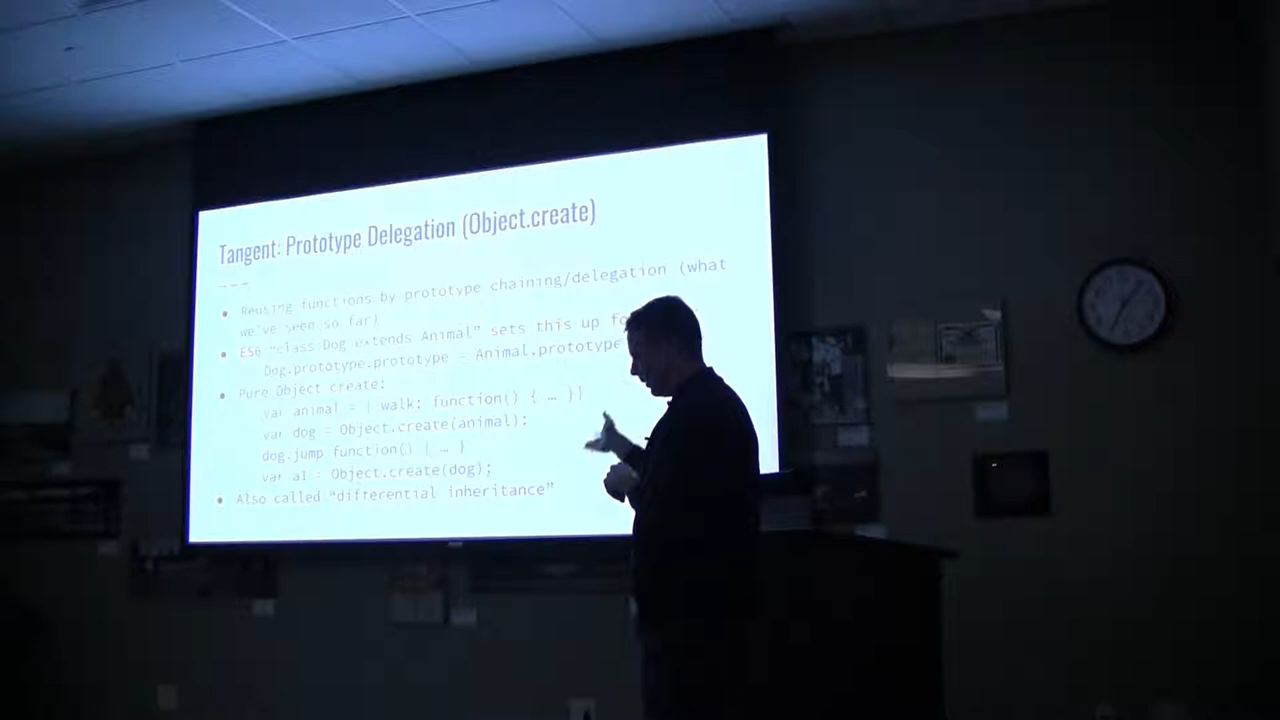 Tangent: Prototype Delegation (Object.create)
Reusing functions by prototype chaining/delegation (what
we've seen so far)
ES6 "class Dog extends Animal" sets this up
Dog.prototype.prototype = Animal.prototype
Pure Object create:
var animal = { walk: function() { … }}
var dog = Object.create(animal);
dog.jump function() { … }
var al = Object.create(dog);
Also called "differential inheritance"